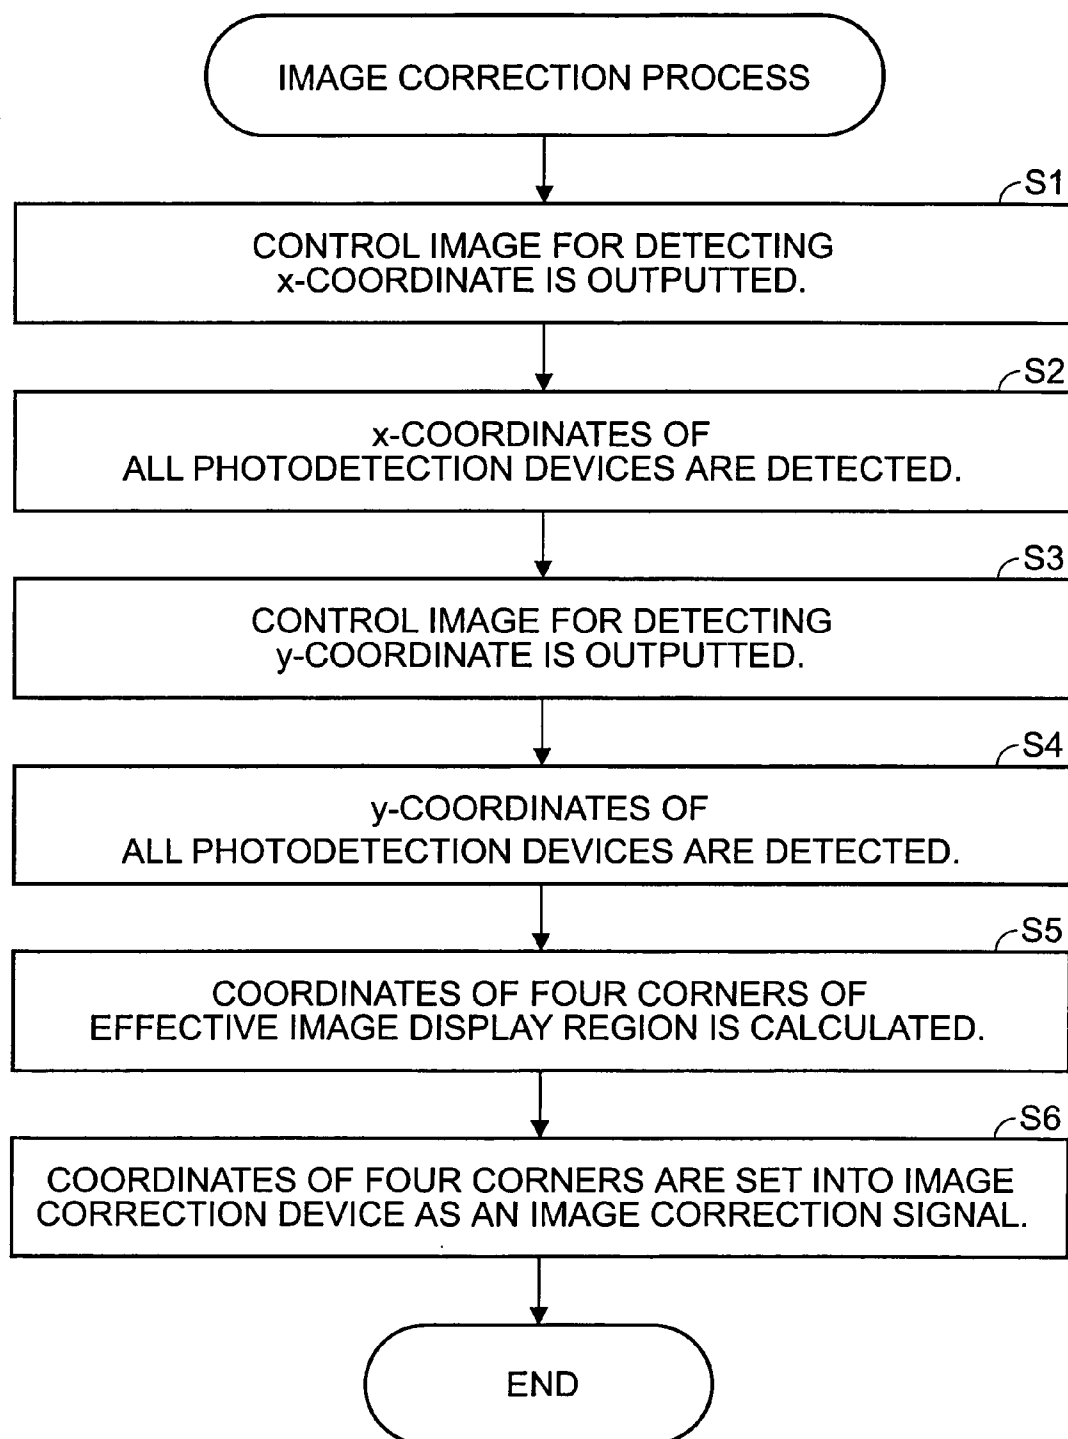 IMAGE CORRECTION PROCESS
S1
CONTROL IMAGE FOR DETECTING
x-COORDINATE IS OUTPUTTED.
S2
x-COORDINATES OF
ALL PHOTODETECTION DEVICES ARE DETECTED.
S3
CONTROL IMAGE FOR DETECTING
y-COORDINATE IS OUTPUTTED.
S4
y-COORDINATES OF
ALL PHOTODETECTION DEVICES ARE DETECTED.
S5
COORDINATES OF FOUR CORNERS OF
EFFECTIVE IMAGE DISPLAY REGION IS CALCULATED.
S6
COORDINATES OF FOUR CORNERS ARE SET INTO IMAGE
CORRECTION DEVICE AS AN IMAGE CORRECTION SIGNAL.
END